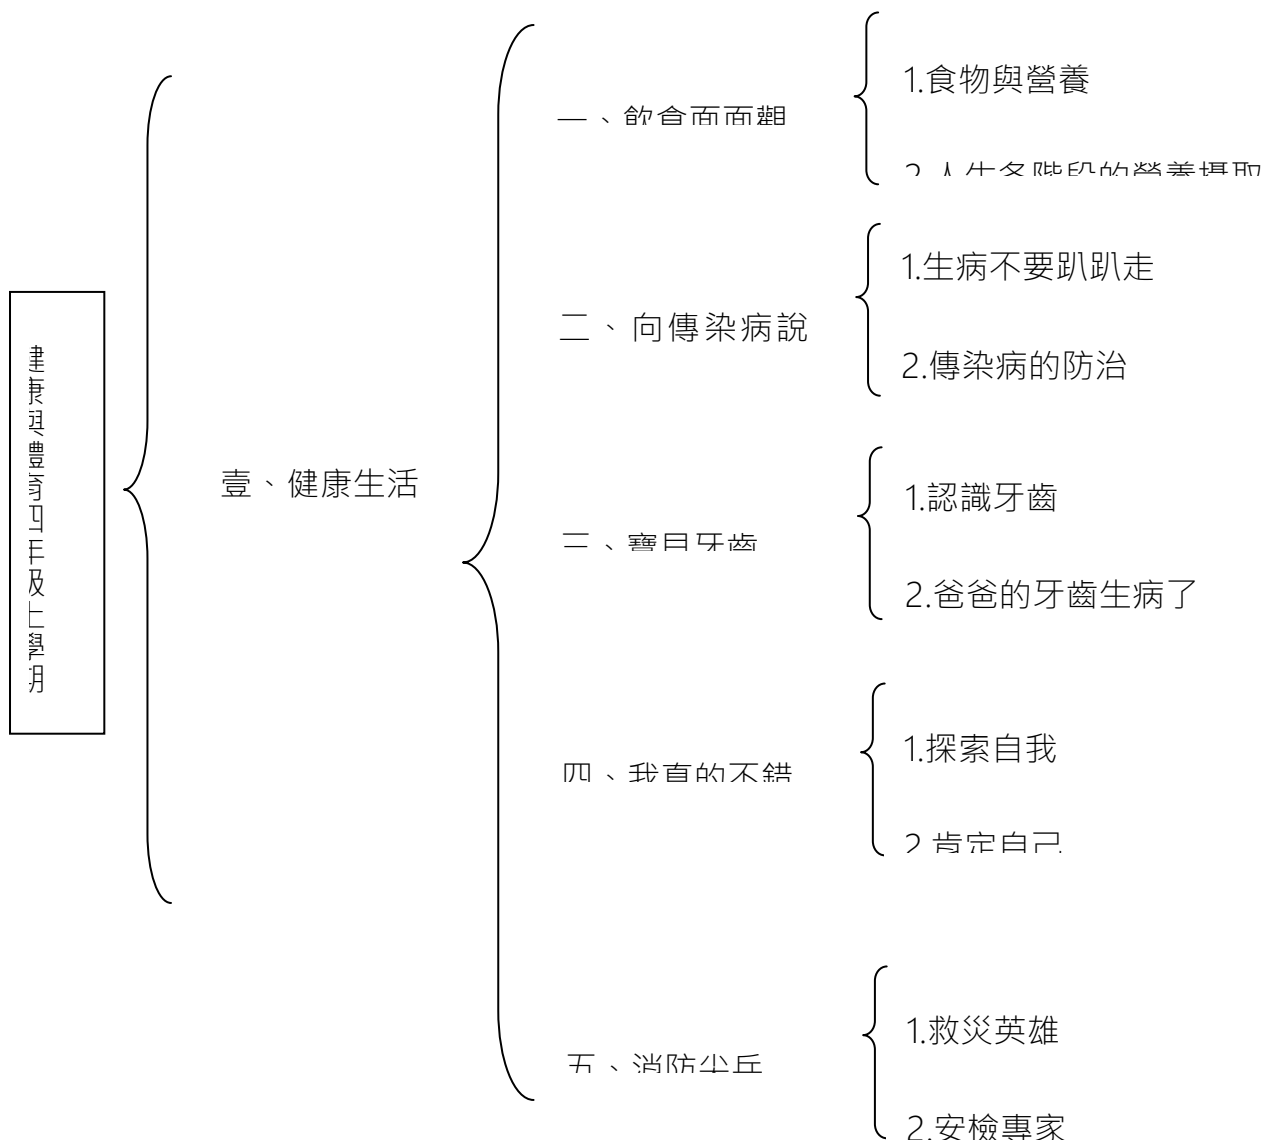 健康與體育四年級上學期
壹、健康生活
一、飲食面面觀
1.食物與營養
2.人生各階段的營養攝取
二、向傳染病說
1.生病不要趴趴走
2.傳染病的防治
三、寶貝牙齒
1.認識牙齒
2.爸爸的牙齒生病了
四、我真的不錯
1.探索自我
2.肯定自己
五、消防尖兵
1.救災英雄
2.安檢專家